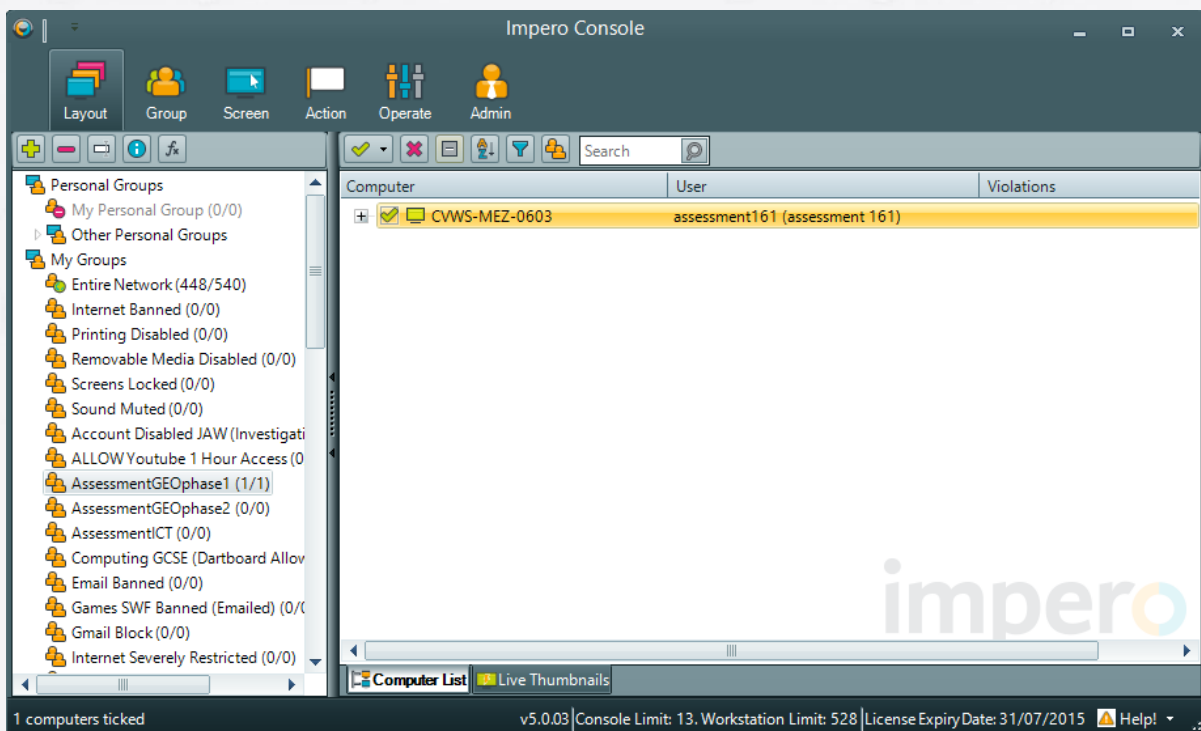 Impero Console
Layout Group Screen Action Operate Admin
Search
Personal Groups
My Personal Group (0/0)
Other Personal Groups
My Groups
Entire Network (448/540)
Internet Banned (0/0)
Printing Disabled (0/0)
Removable Media Disabled (0/0)
Screens Locked (0/0)
Sound Muted (0/0)
Account Disabled JAW (Investigati
ALLOW Youtube 1 Hour Access (0
AssessmentGEOphase1 (1/1)
AssessmentGEOphase2 (0/0)
AssessmentICT (0/0)
Computing GCSE (Dartboard Allow
Email Banned (0/0)
Games SWF Banned (Emailed) (0/0
Gmail Block (0/0)
Internet Severely Restricted (0/0)
Computer User Violations
CVWS-MEZ-0603 assessment161 (assessment 161)
impero
Computer List Live Thumbnails
1 computers ticked v5.0.03 Console Limit: 13. Workstation Limit: 528 License Expiry Date: 31/07/2015 Help!